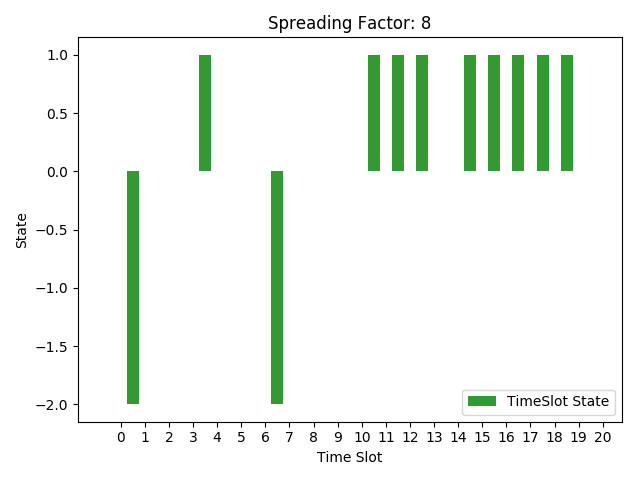 Spreading Factor: 8
1.0
0.5
0.0
−0.5
−1.0
−1.5
−2.0
State
TimeSlot State
0 1 2 3 4 5 6 7 8 9 10 11 12 13 14 15 16 17 18 19 20
Time Slot